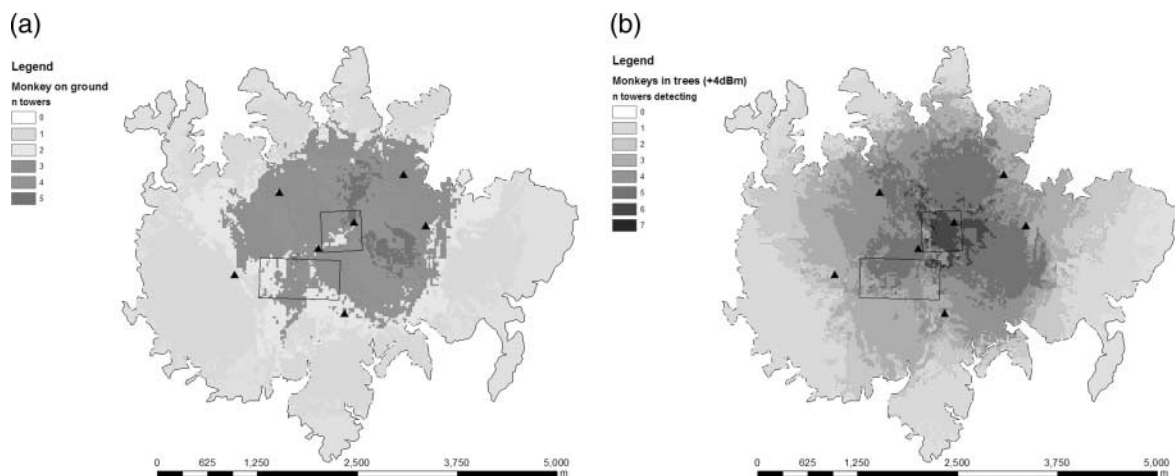 (a)
Legend
Monkey on ground
n towers
0
1
2
3
4
5
0 625 1,250 2,500 3,750 5,000
m
(b)
Legend
Monkeys in trees (+4dBm)
n towers detecting
0
1
2
3
4
5
6
7
0 625 1,250 2,500 3,750 5,000
m